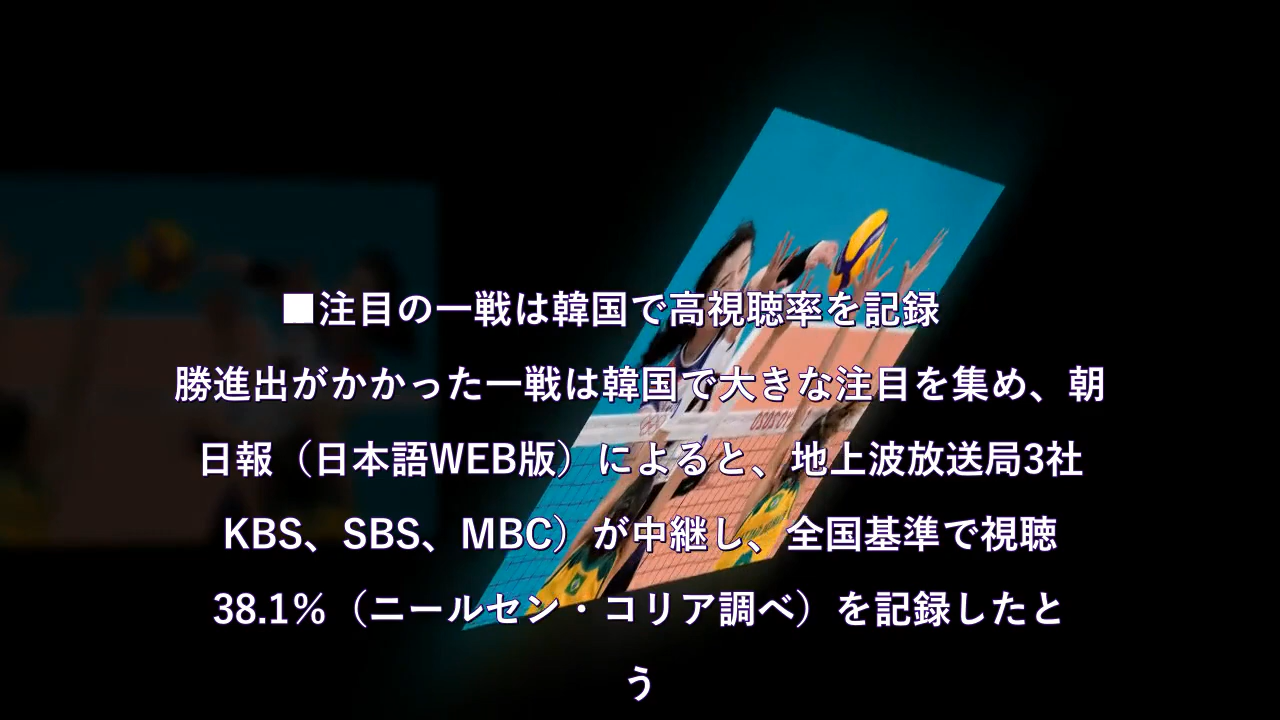 ■注目の一戦は韓国で高視聴率を記録
勝進出がかかった一戦は韓国で大きな注目を集め、朝
日報（日本語WEB版）によると、地上波放送局3社
KBS、SBS、MBC）が中継し、全国基準で視聴
38.1％（ニールセン・コリア調べ）を記録したと
う